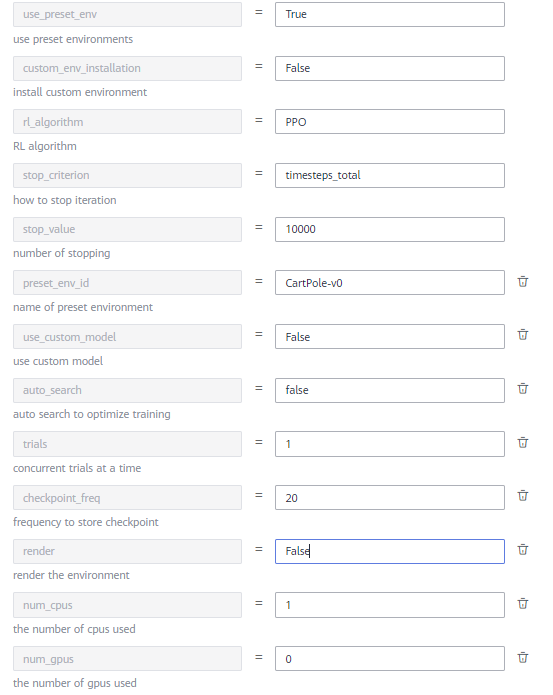 use_preset_env = True
use preset environments
custom_env_installation = False
install custom environment
rl_algorithm = PPO
RL algorithm
stop_criterion = timesteps_total
how to stop iteration
stop_value = 10000
number of stopping
preset_env_id = CartPole-v0
name of preset environment
use_custom_model = False
use custom model
auto_search = false
auto search to optimize training
trials = 1
concurrent trials at a time
checkpoint_freq = 20
frequency to store checkpoint
render = False
render the environment
num_cpus = 1
the number of cpus used
num_gpus = 0
the number of gpus used